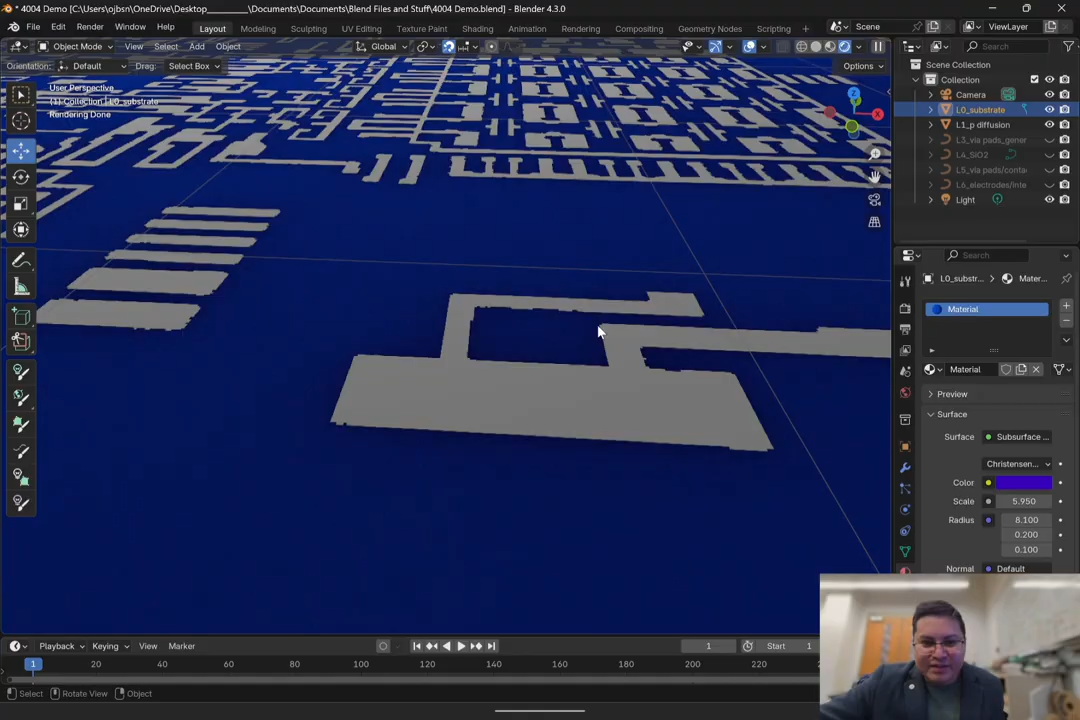 * 4004 Demo [C:\Users\ojbsn\OneDrive\Desktop________\Documents\Documents\Blend Files and Stuff\4004 Demo.blend] - Blender 4.3.0
File Edit Render Window Help Layout Modeling Sculpting UV Editing Texture Paint Shading Animation Rendering Compositing Geometry Nodes Scripting Scene ViewLayer
Object Mode View Select Add Object Global Search
Orientation: Default Drag: Select Box Options
User Perspective
(1) Collection | L0_substrate
Rendering Done
Z
X
Scene Collection
Collection
Camera
L0_substrate
L1_p diffusion
L3_via pads_gener
L4_SiO2
L5_via pads/conta
L6_electrodes/inte
Light
Search
L0_substr... Mater...
Material
Material
Preview
Surface
Surface Subsurface ...
Christensen...
Color
Scale 5.950
Radius 8.100
0.200
0.100
Normal Default
Playback Keying View Marker 1 Start 1
1 20 40 60 80 100 120 140 160 180 200 220
Select Rotate View Object